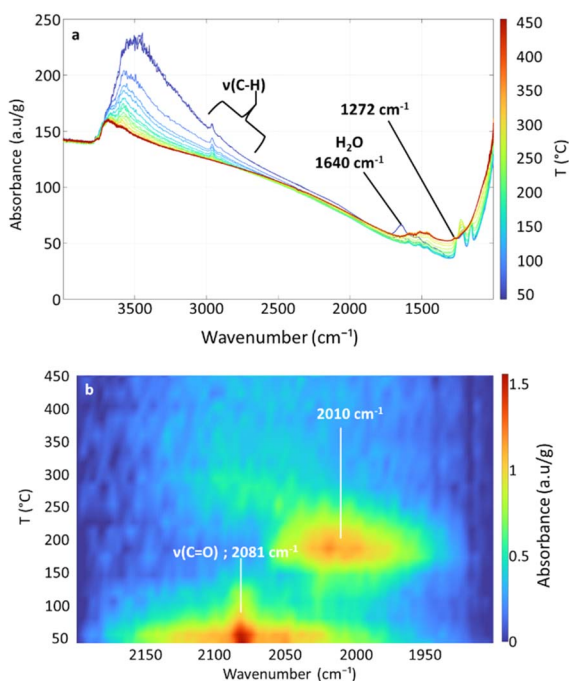 a
250
200
150
100
50
0
Absorbance (a.u/g)
ν(C-H)
1272 cm⁻¹
H₂O
1640 cm⁻¹
3500 3000 2500 2000 1500
Wavenumber (cm⁻¹)
450
400
350
300
250
200
150
100
50
T (°C)
b
450
400
350
300
250
200
150
100
50
T (°C)
2010 cm⁻¹
ν(C=O) ; 2081 cm⁻¹
2150 2100 2050 2000 1950
Wavenumber (cm⁻¹)
1.5
1
0.5
0
Absorbance (a.u/g)